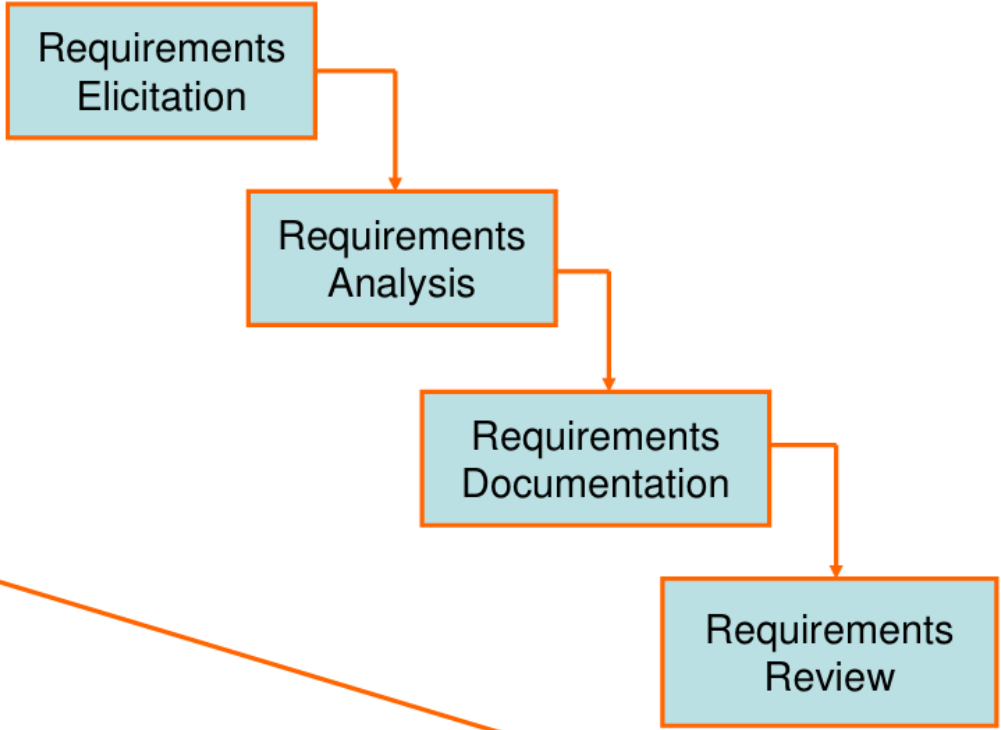 Requirements
Elicitation
Requirements
Analysis
Requirements
Documentation
Requirements
Review